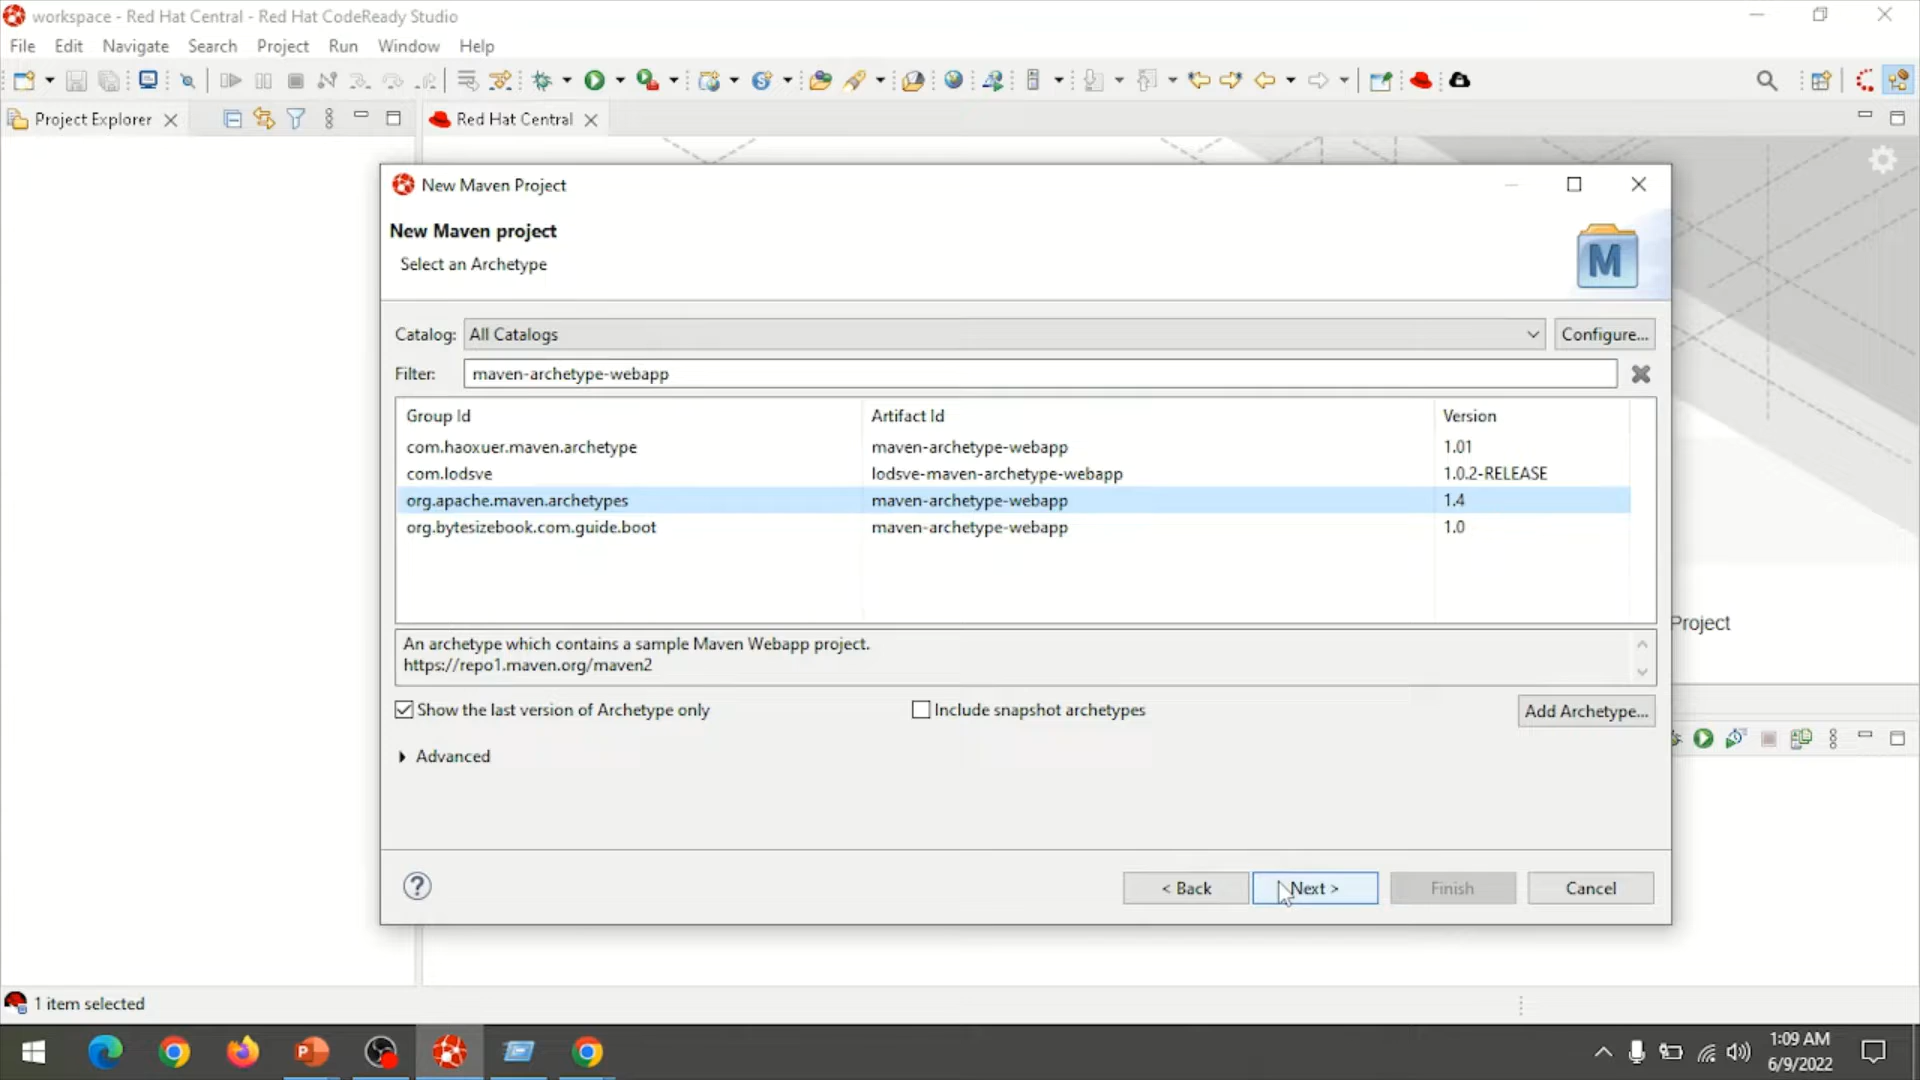 workspace - Red Hat Central - Red Hat CodeReady Studio
File Edit Navigate Search Project Run Window Help
Project Explorer
Red Hat Central
New Maven Project
New Maven project
Select an Archetype
M
Catalog: All Catalogs Configure...
Filter: maven-archetype-webapp
Group Id Artifact Id Version
com.haoxuer.maven.archetype maven-archetype-webapp 1.01
com.lodsve lodsve-maven-archetype-webapp 1.0.2-RELEASE
org.apache.maven.archetypes maven-archetype-webapp 1.4
org.bytesizebook.com.guide.boot maven-archetype-webapp 1.0
Project
An archetype which contains a sample Maven Webapp project.
https://repo1.maven.org/maven2
Show the last version of Archetype only Include snapshot archetypes Add Archetype...
Advanced
? < Back Next > Finish Cancel
1 item selected
1:09 AM
6/9/2022